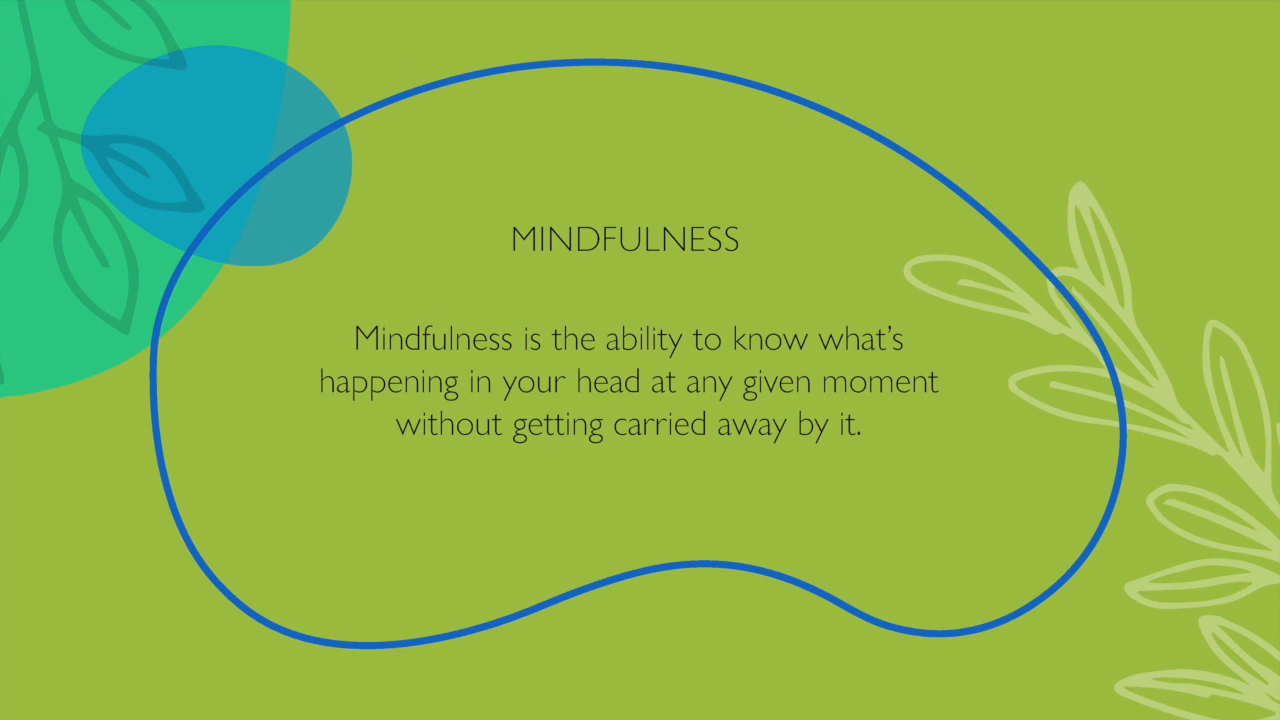 MINDFULNESS
Mindfulness is the ability to know what’s
happening in your head at any given moment
without getting carried away by it.